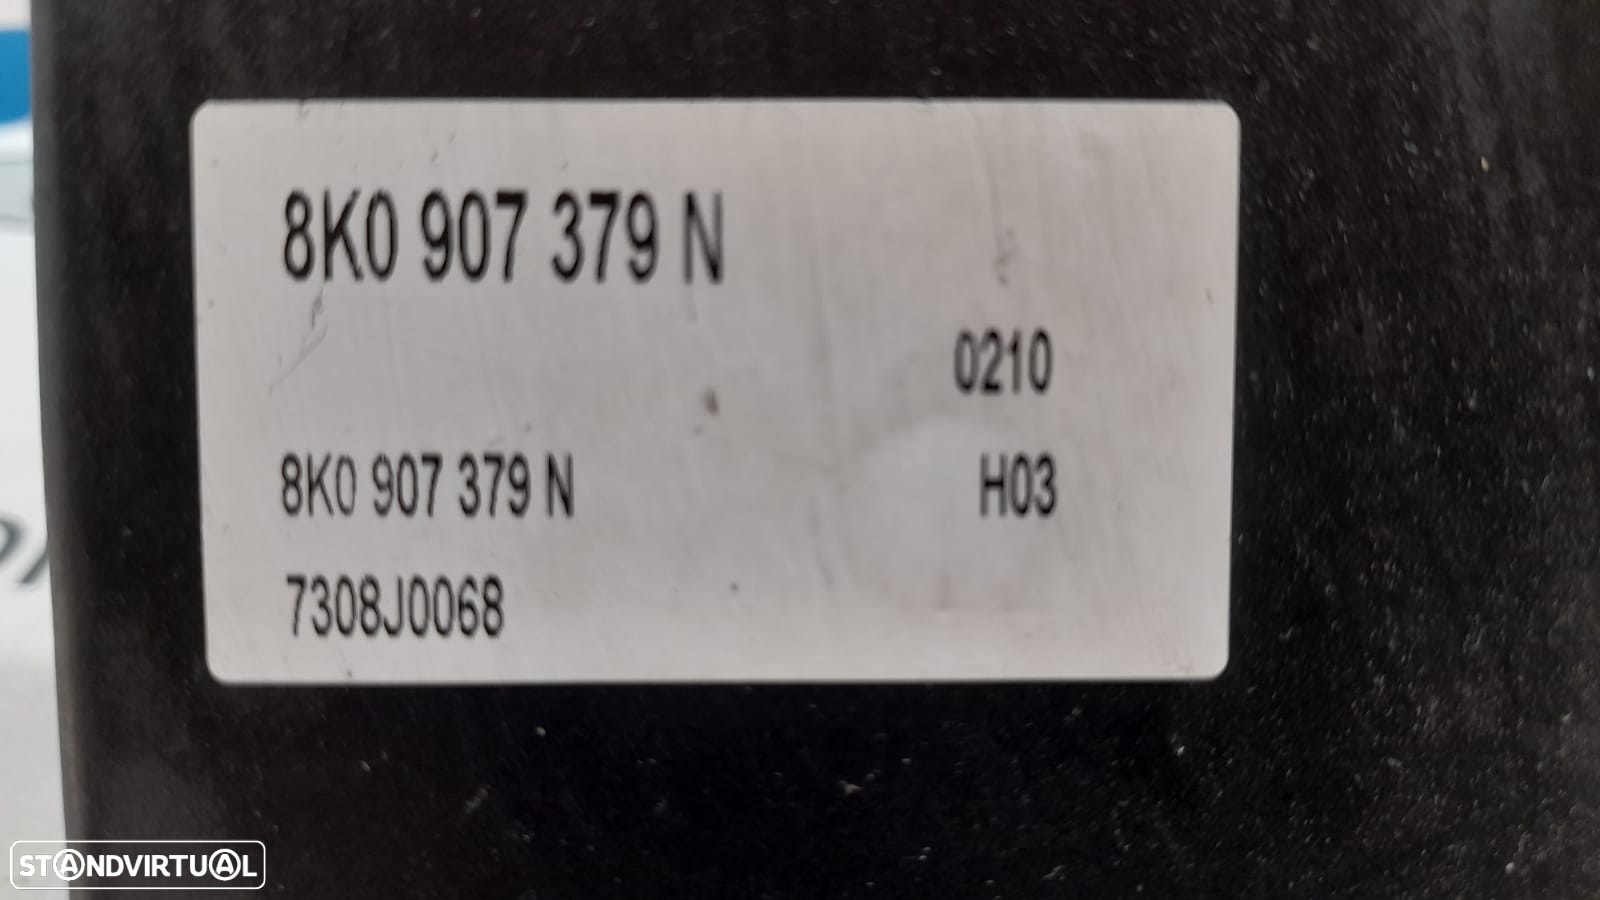 8K0 907 379 N
0210
8K0 907 379 N H03
7308J0068
STANDVIRTUAL